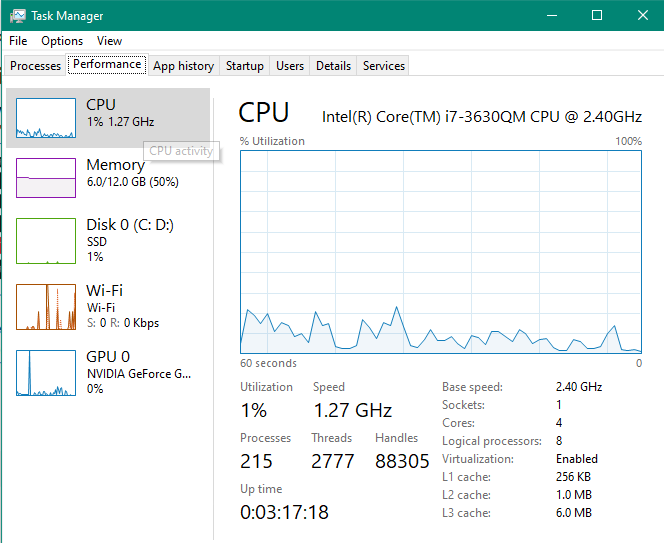 Task Manager
File Options View
Processes Performance App history Startup Users Details Services
CPU
1% 1.27 GHz
CPU activity
Memory
6.0/12.0 GB (50%)
Disk 0 (C: D:)
SSD
1%
Wi-Fi
Wi-Fi
S: 0 R: 0 Kbps
GPU 0
NVIDIA GeForce G...
0%
CPU Intel(R) Core(TM) i7-3630QM CPU @ 2.40GHz
% Utilization 100%
60 seconds 0
Utilization Speed
1% 1.27 GHz
Processes Threads Handles
215 2777 88305
Up time
0:03:17:18
Base speed: 2.40 GHz
Sockets: 1
Cores: 4
Logical processors: 8
Virtualization: Enabled
L1 cache: 256 KB
L2 cache: 1.0 MB
L3 cache: 6.0 MB